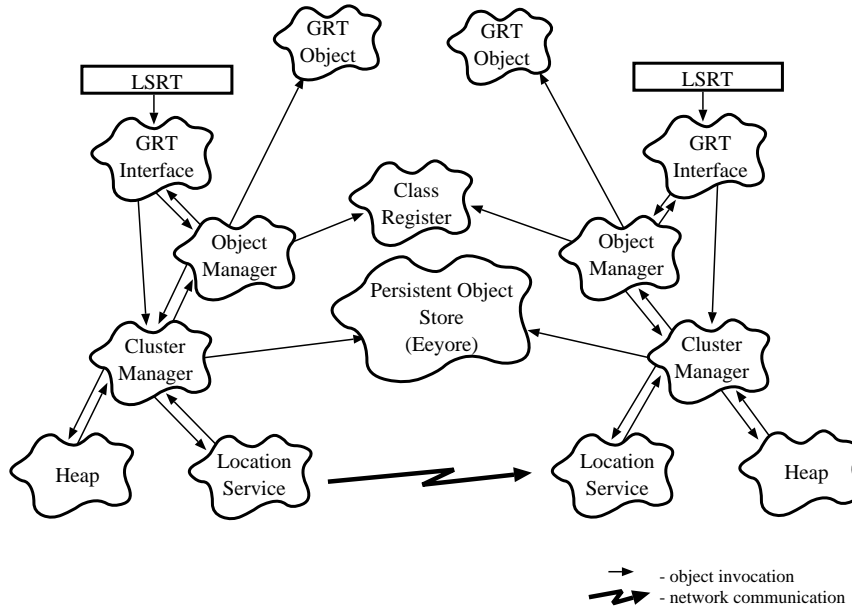 GRT
Object
GRT
Object
LSRT
LSRT
GRT
Interface
GRT
Interface
Class
Register
Object
Manager
Object
Manager
Persistent Object
Store
(Eeyore)
Cluster
Manager
Cluster
Manager
Heap
Location
Service
Location
Service
Heap
- object invocation
- network communication